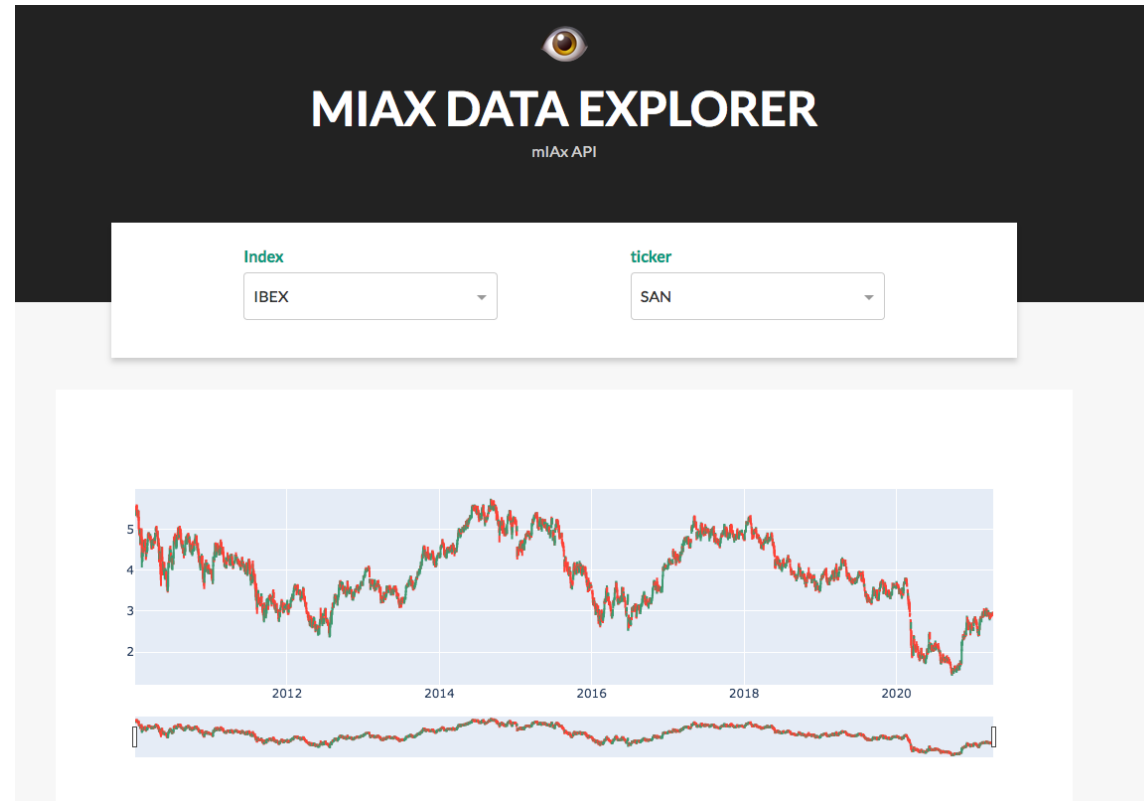 MIAX DATA EXPLORER
mIAx API
Index
ticker
IBEX
SAN
5
4
3
2
2012 2014 2016 2018 2020